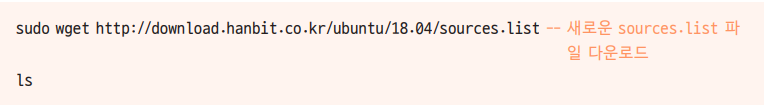 sudo wget http://download.hanbit.co.kr/ubuntu/18.04/sources.list -- 새로운 sources.list 파
일 다운로드
ls